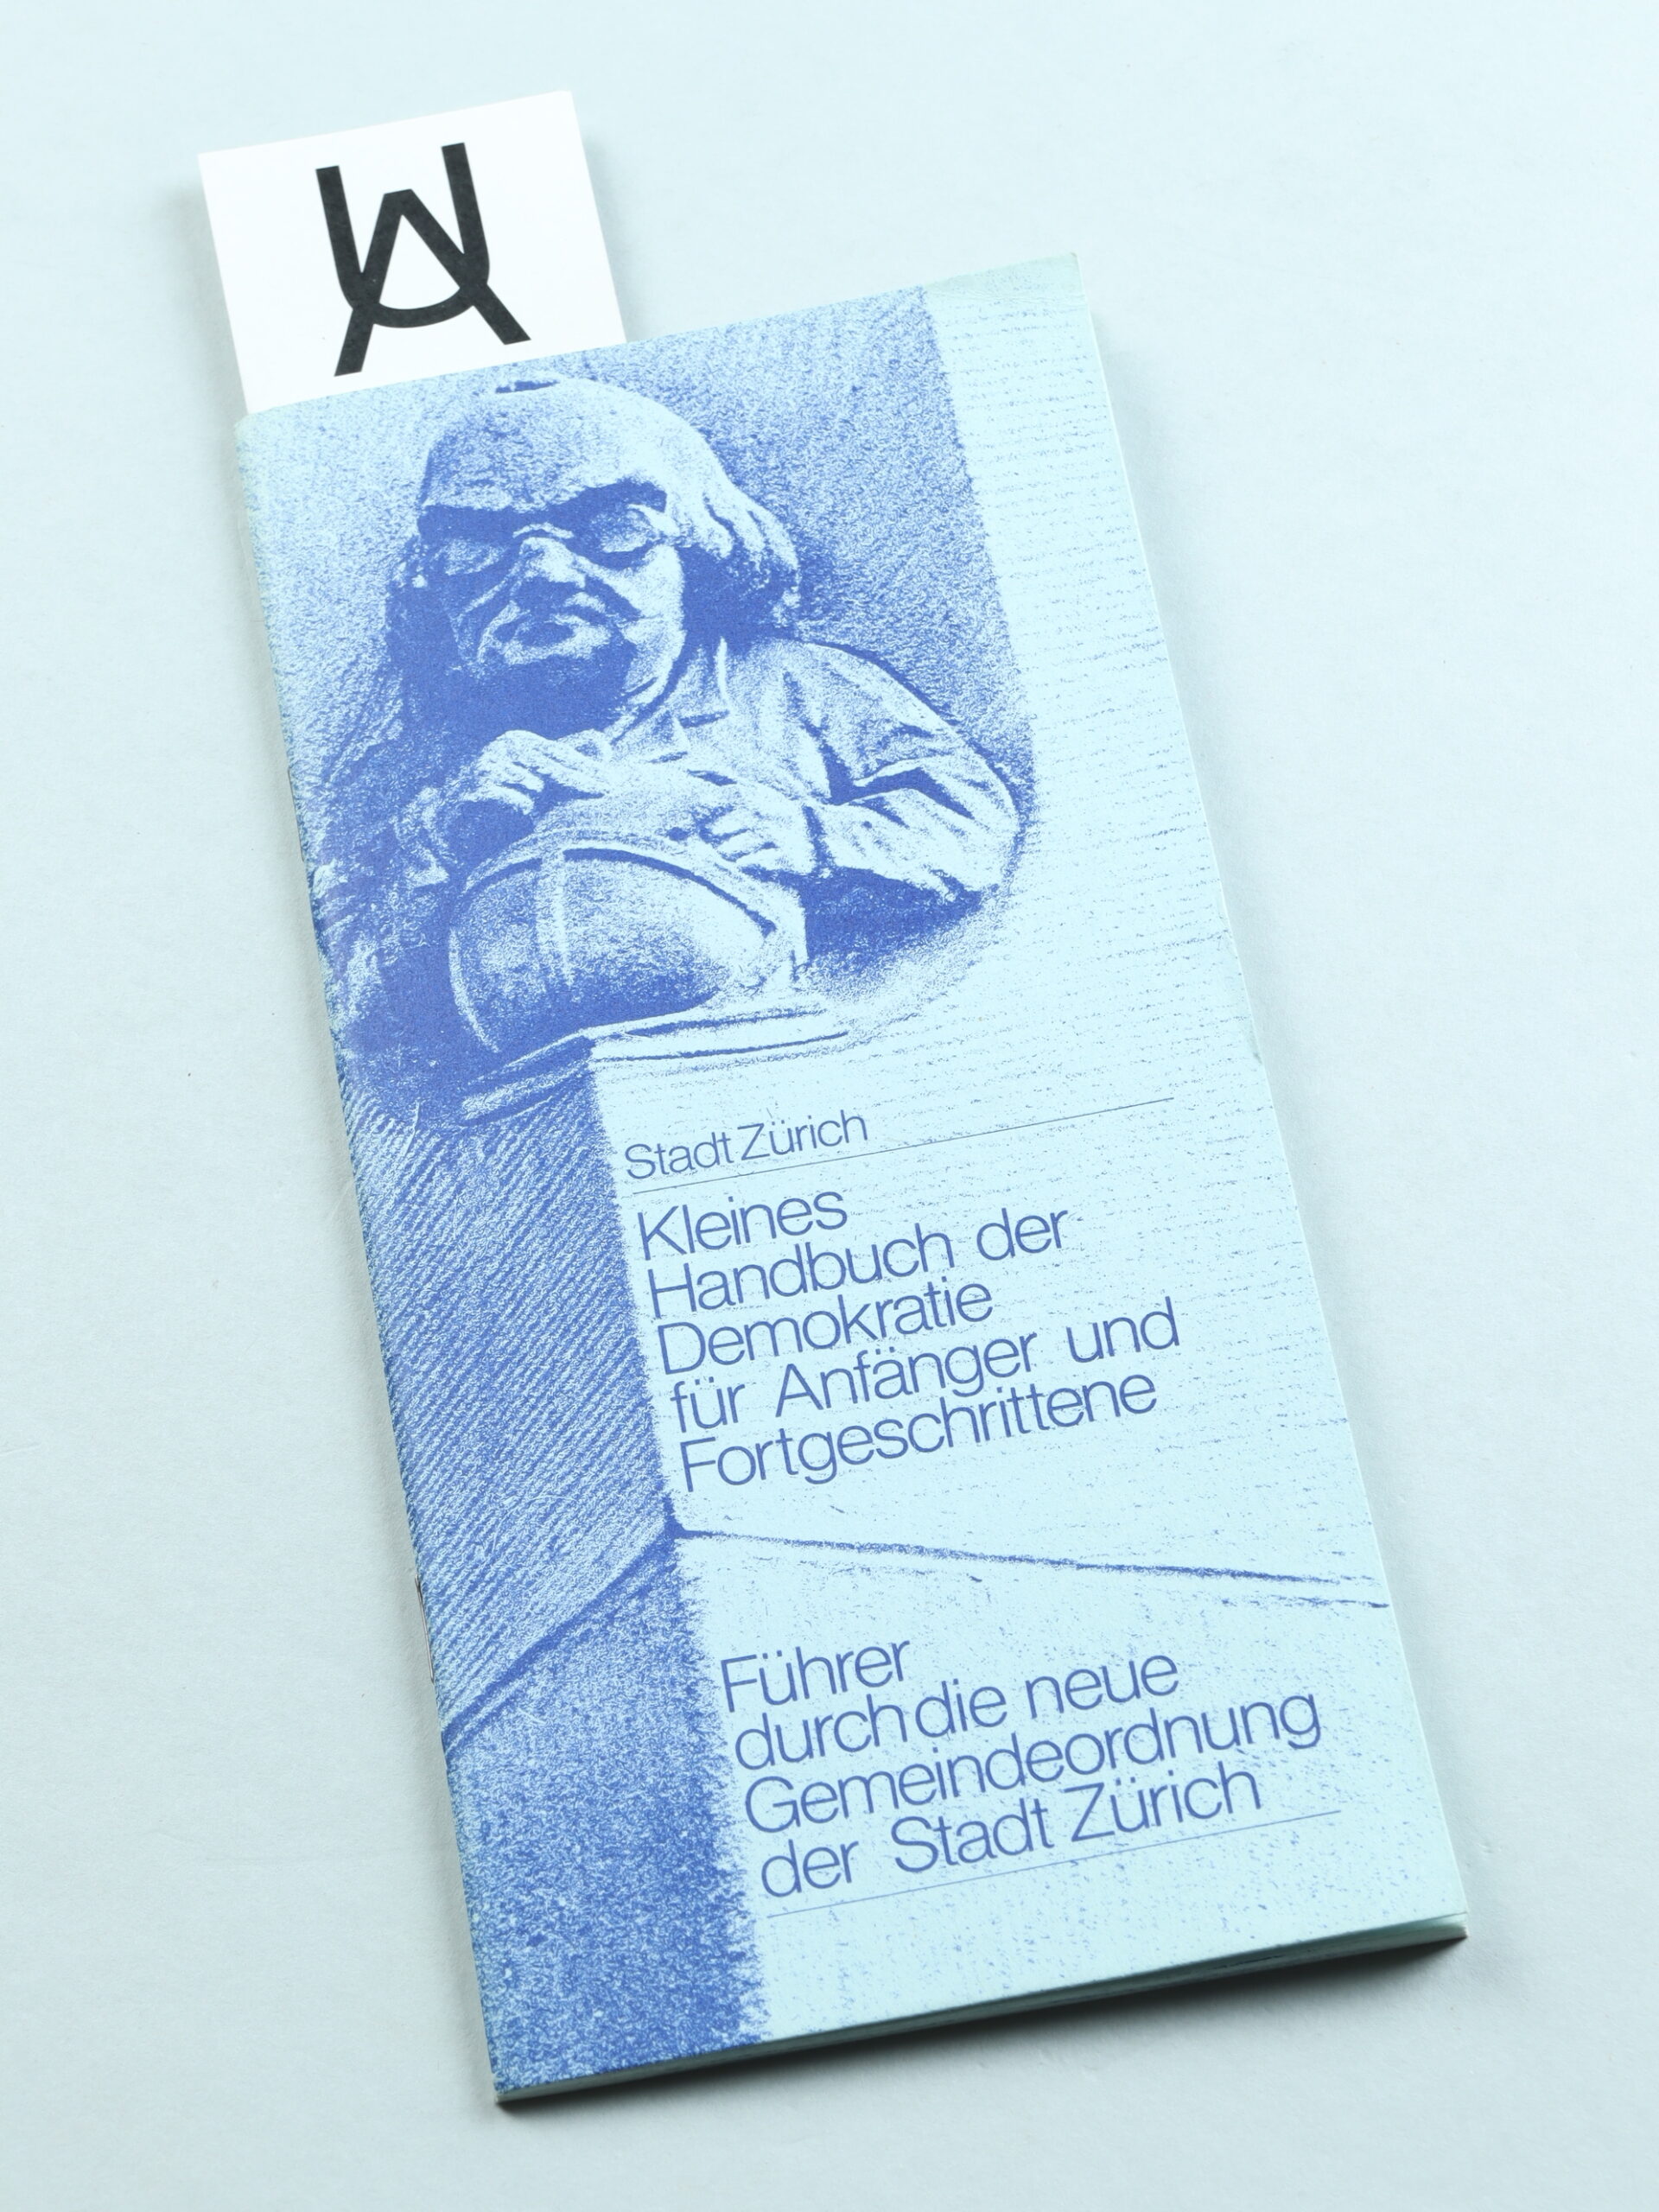 Stadt Zürich
Kleines
Handbuch der
Demokratie
für Anfänger und
Fortgeschrittene
Führer
durch die neue
Gemeindeordnung
der Stadt Zürich